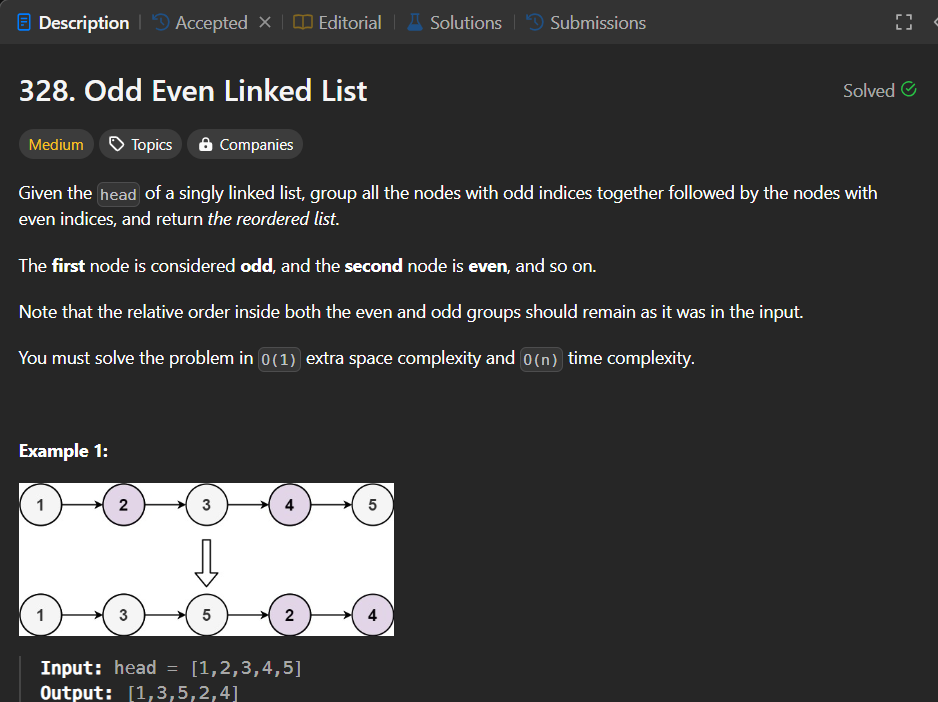 Description Accepted Editorial Solutions Submissions
328. Odd Even Linked List Solved
Medium Topics Companies
Given the head of a singly linked list, group all the nodes with odd indices together followed by the nodes with
even indices, and return the reordered list.
The first node is considered odd, and the second node is even, and so on.
Note that the relative order inside both the even and odd groups should remain as it was in the input.
You must solve the problem in O(1) extra space complexity and O(n) time complexity.
Example 1:
1 2 3 4 5
1 3 5 2 4
Input: head = [1,2,3,4,5]
Output: [1,3,5,2,4]